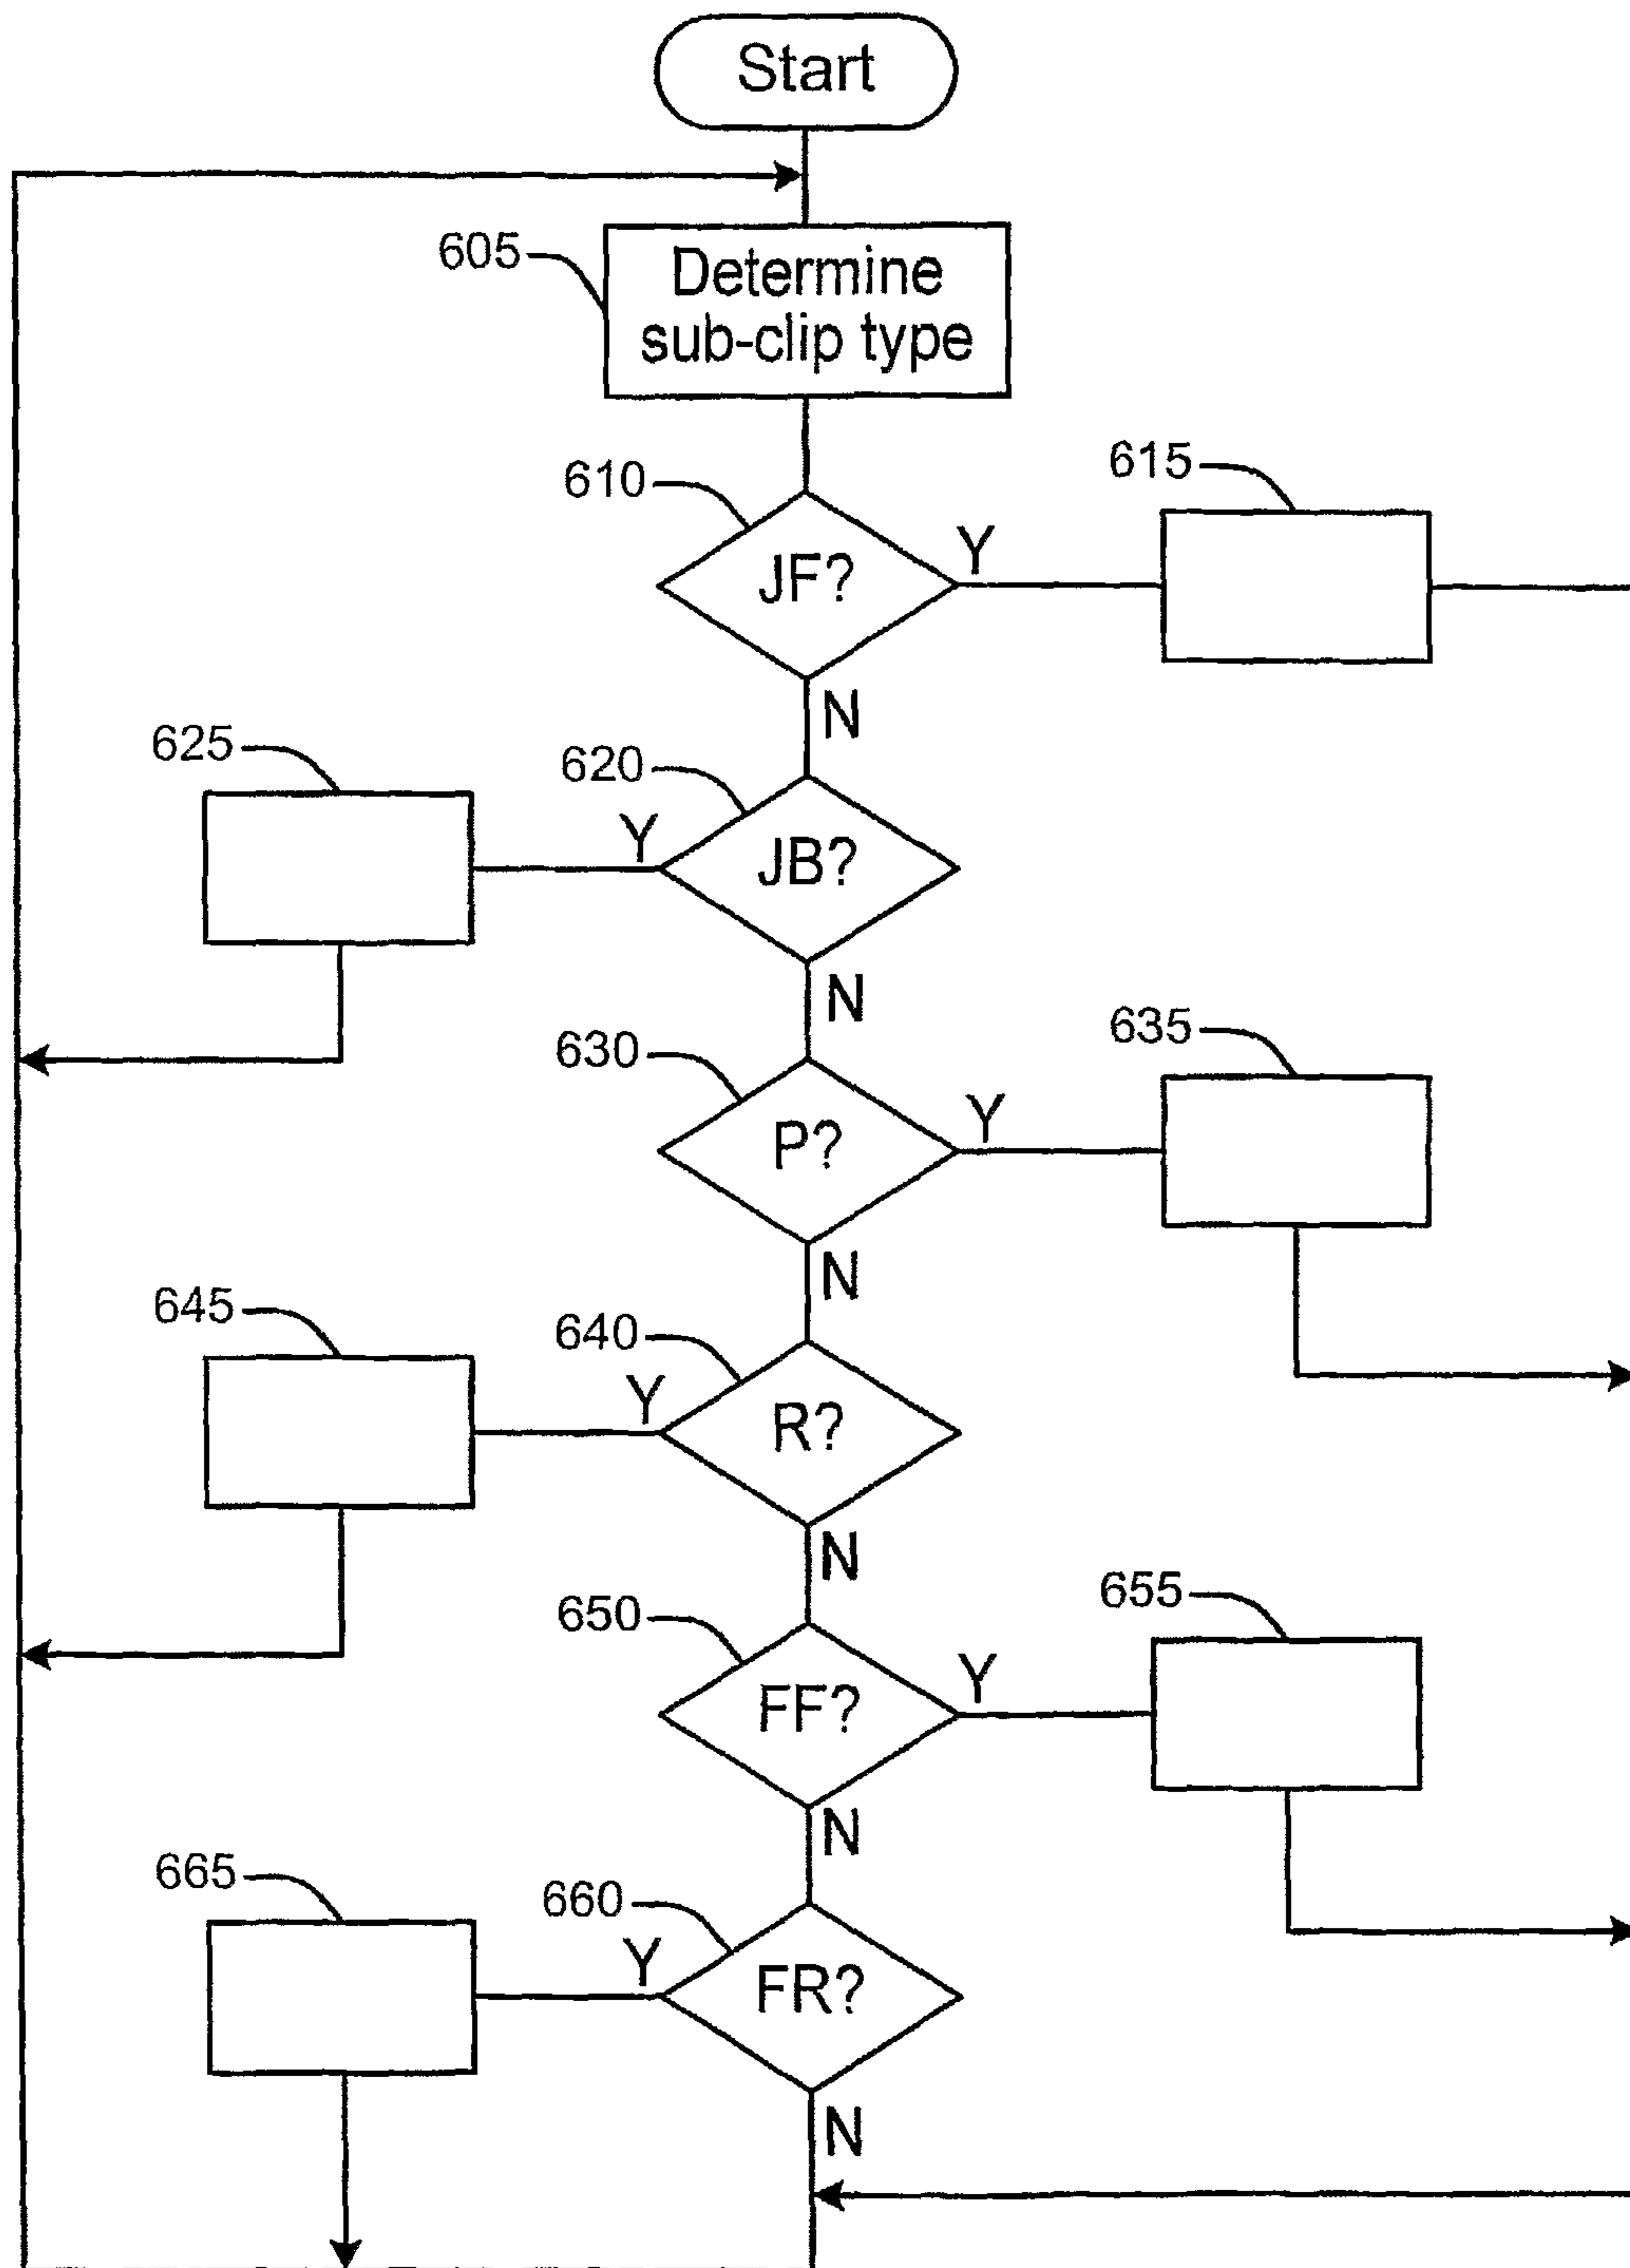 Start
605
Determine
sub-clip type
610
615
JF?
Y
N
625
620
Y
JB?
N
630
635
P?
Y
N
645
640
Y
R?
N
650
655
FF?
Y
N
665
660
Y
FR?
N